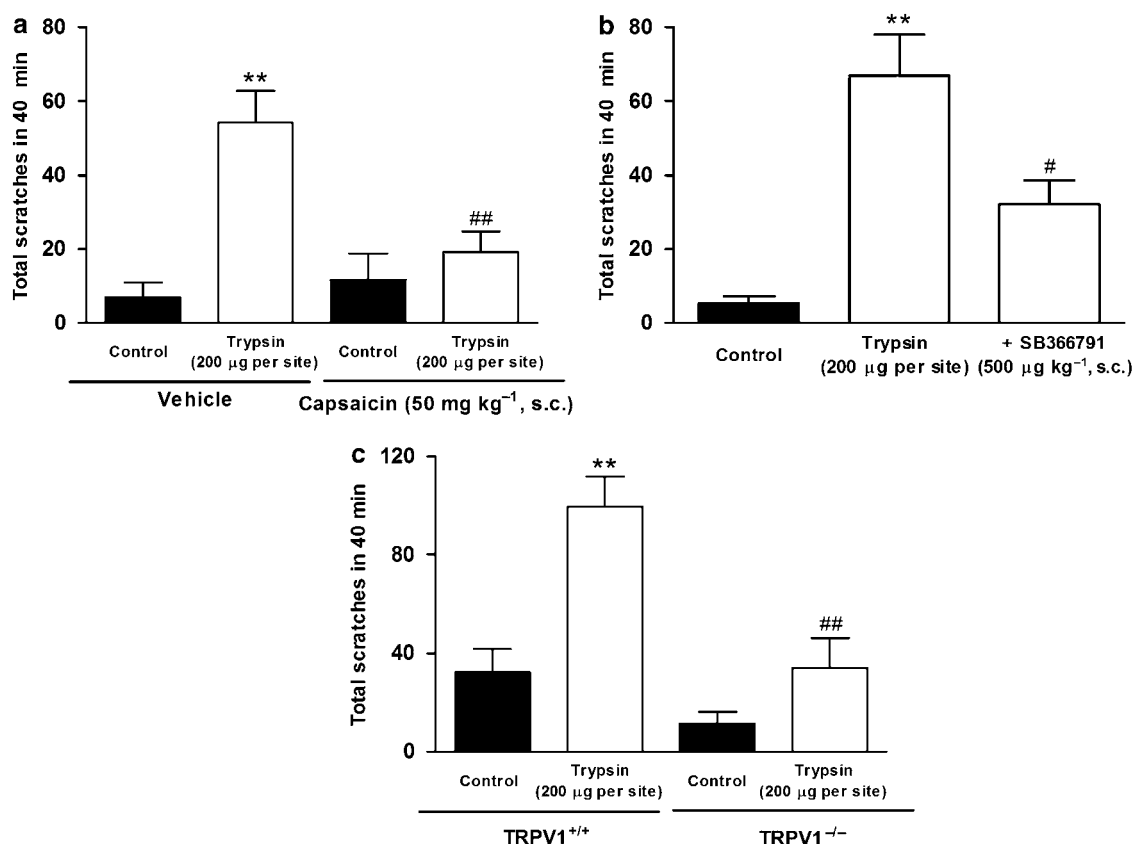 a
80
60
40
20
0
Total scratches in 40 min
**
##
Control
Trypsin
(200 μg per site)
Control
Trypsin
(200 μg per site)
Vehicle
Capsaicin (50 mg kg⁻¹, s.c.)
b
80
60
40
20
0
Total scratches in 40 min
**
#
Control
Trypsin
(200 μg per site)
+ SB366791
(500 μg kg⁻¹, s.c.)
c
120
80
40
0
Total scratches in 40 min
**
##
Control
Trypsin
(200 μg per site)
Control
Trypsin
(200 μg per site)
TRPV1⁺/⁺
TRPV1⁻/⁻